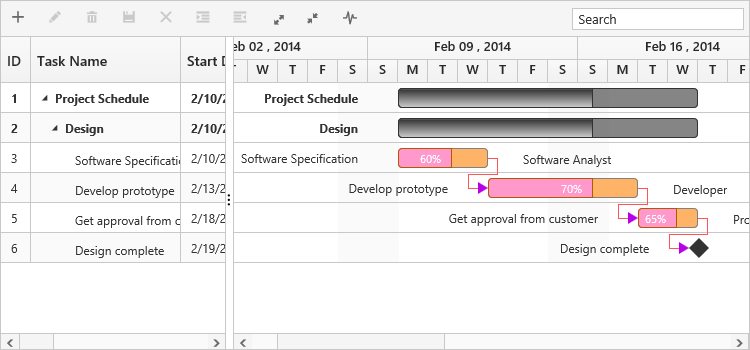 Search
eb 02 , 2014 Feb 09 , 2014 Feb 16 , 2014
ID Task Name Start D
W T F S S M T W T F S S M T W T F
1 Project Schedule 2/10/2 Project Schedule
2 Design 2/10/2 Design
3 Software Specificatio 2/10/2 Software Specification 60% Software Analyst
4 Develop prototype 2/13/2 Develop prototype 70% Developer
5 Get approval from c 2/18/2 Get approval from customer 65% Pro
6 Design complete 2/19/2 Design complete